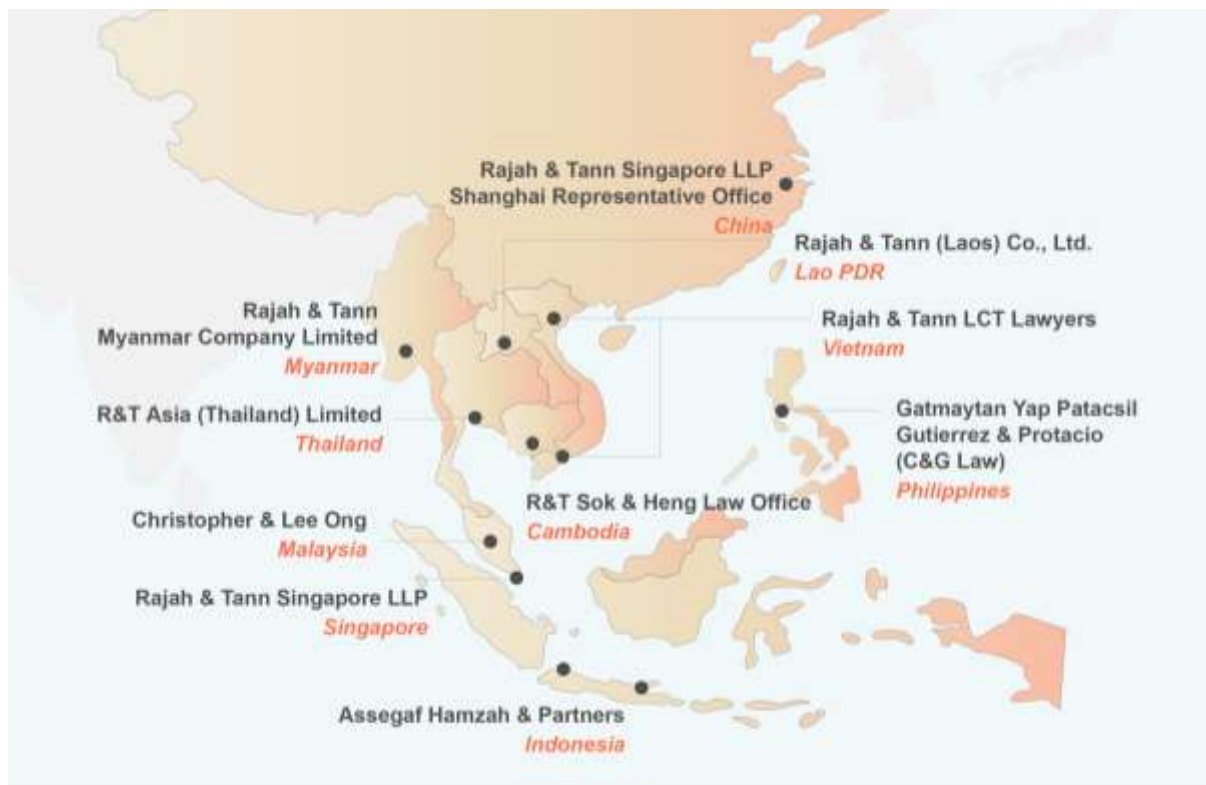 Rajah & Tann Singapore LLP
Shanghai Representative Office
China
Rajah & Tann (Laos) Co., Ltd.
Lao PDR
Rajah & Tann
Myanmar Company Limited
Myanmar
Rajah & Tann LCT Lawyers
Vietnam
R&T Asia (Thailand) Limited
Thailand
Gatmaytan Yap Patacsil
Gutierrez & Protacio
(C&G Law)
Philippines
R&T Sok & Heng Law Office
Cambodia
Christopher & Lee Ong
Malaysia
Rajah & Tann Singapore LLP
Singapore
Assegaf Hamzah & Partners
Indonesia